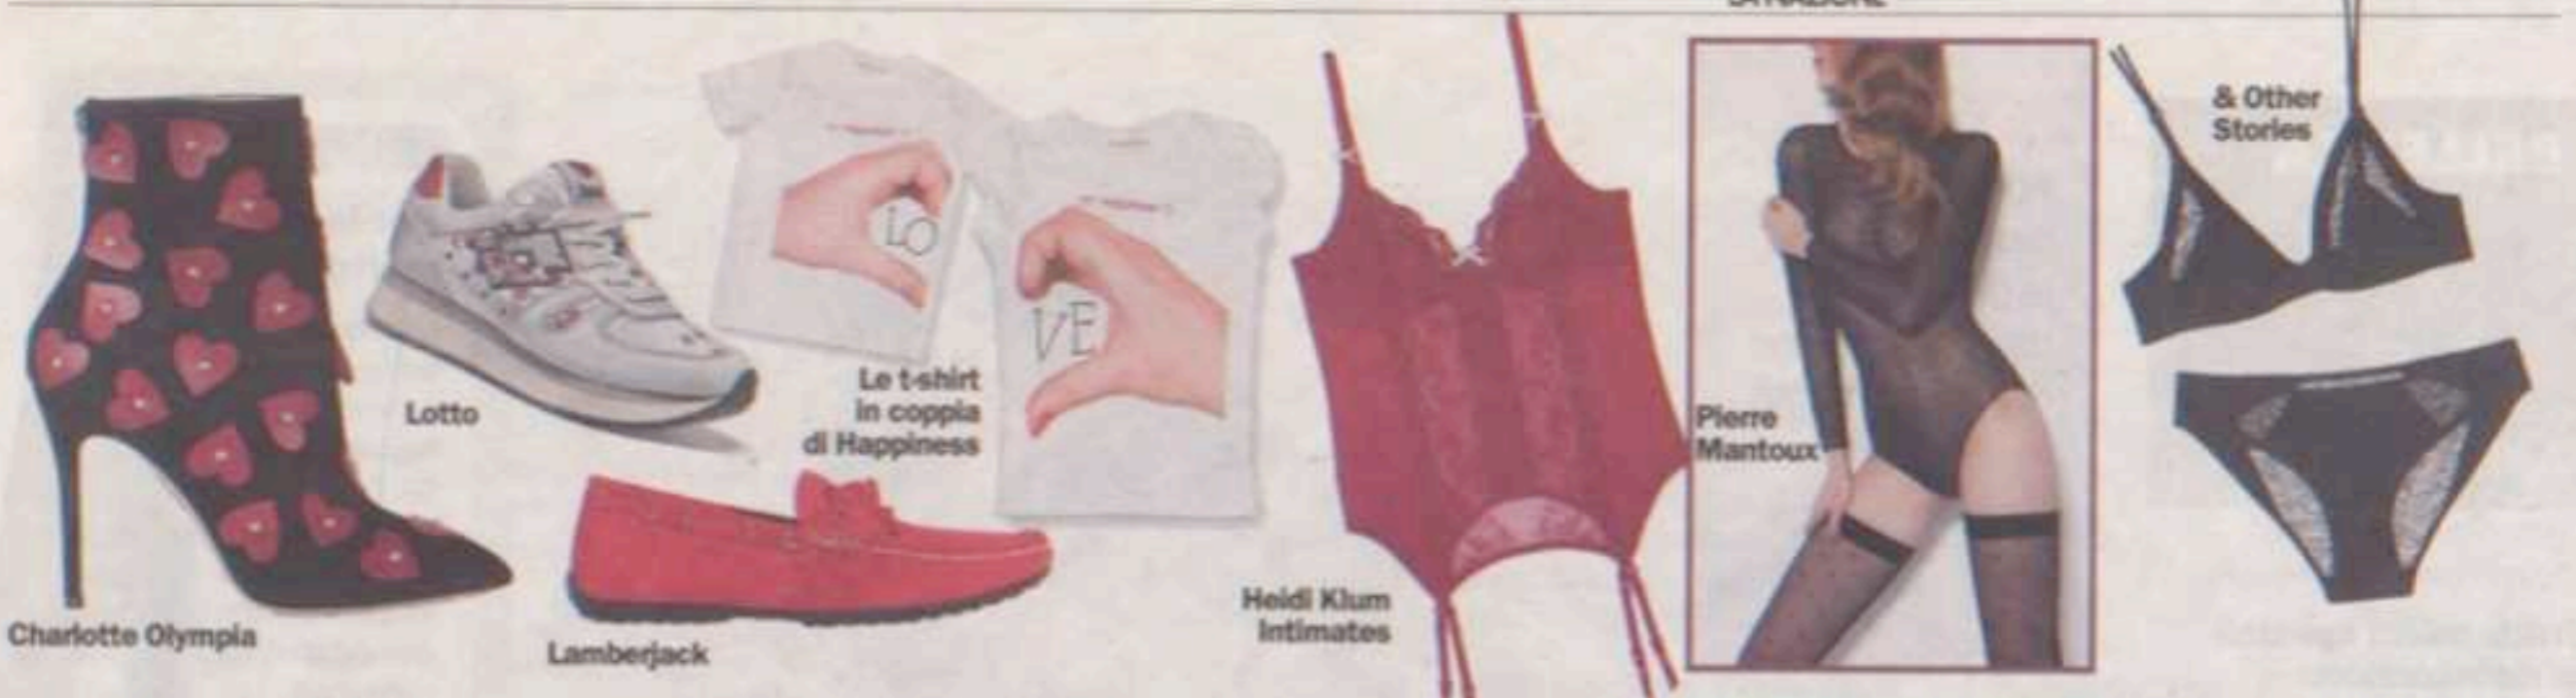 & Other
Stories
LO
VE
Le t-shirt
in coppia
di Happiness
Lotto
Pierre
Mantoux
Heidi Klum
Intimates
Charlotte Olympia
Lamberjack